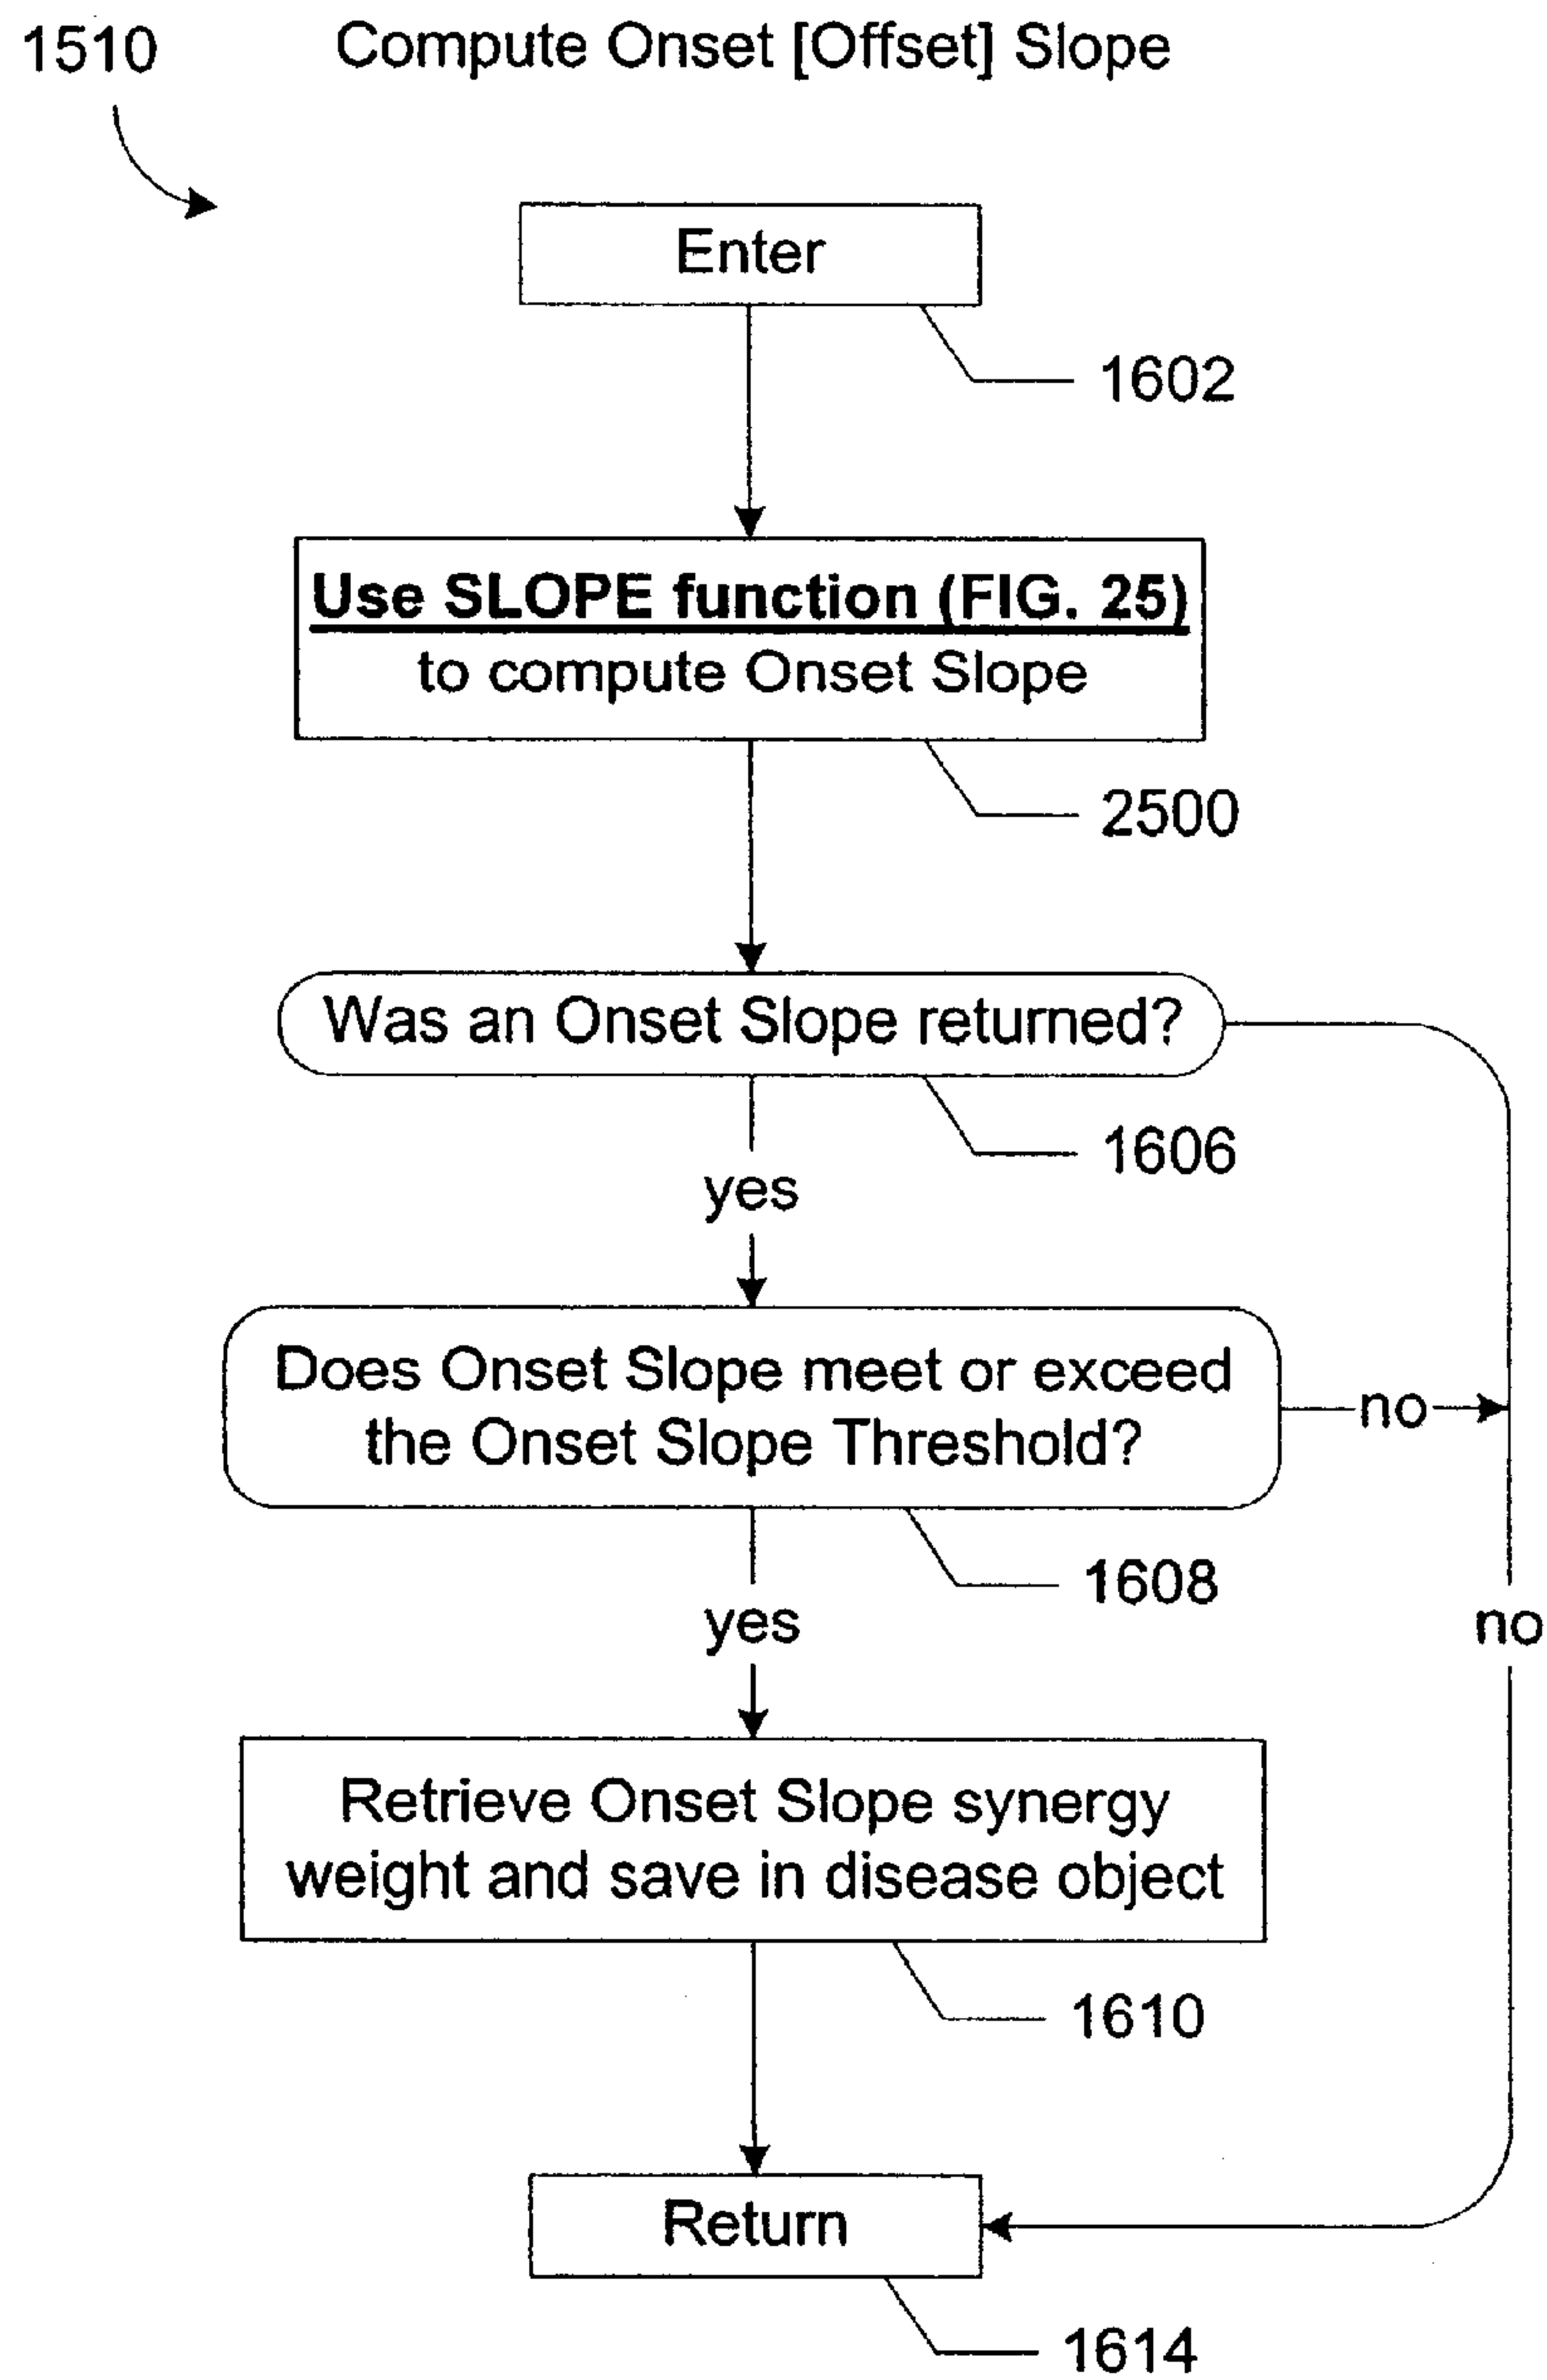 1510
Compute Onset [Offset] Slope
Enter
1602
Use SLOPE function (FIG. 25)
to compute Onset Slope
2500
Was an Onset Slope returned?
1606
yes
Does Onset Slope meet or exceed
the Onset Slope Threshold?
no
1608
yes
no
Retrieve Onset Slope synergy
weight and save in disease object
1610
Return
1614